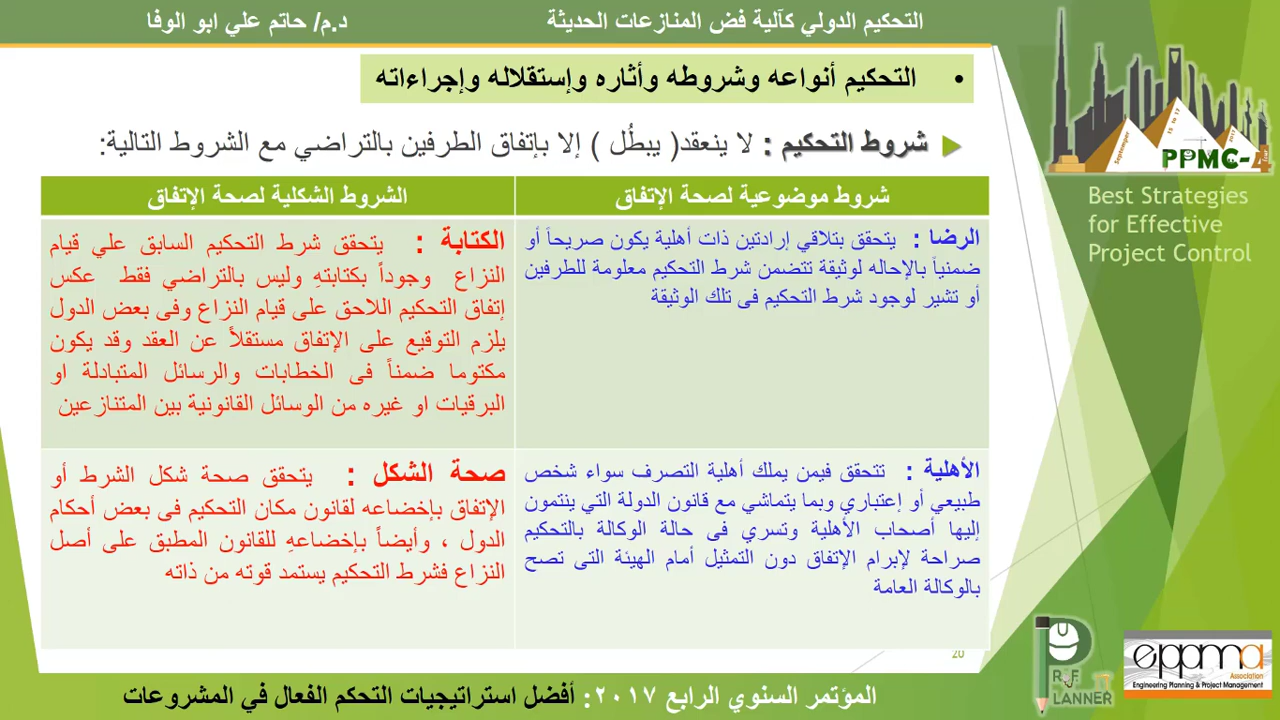 التحكيم الدولي كآلية فض المنازعات الحديثة
د.م/ حاتم علي ابو الوفا
• التحكيم أنواعه وشروطه وأثاره وإستقلاله وإجراءاته
شروط التحكيم : لا ينعقد( يبطُل ) إلا بإتفاق الطرفين بالتراضي مع الشروط التالية:
شروط موضوعية لصحة الإتفاق
الرضا : يتحقق بتلاقي إرادتين ذات أهلية يكون صريحاً أو
ضمنياً بالإحاله لوثيقة تتضمن شرط التحكيم معلومة للطرفين
أو تشير لوجود شرط التحكيم فى تلك الوثيقة
الأهلية : تتحقق فيمن يملك أهلية التصرف سواء شخص
طبيعي أو إعتباري وبما يتماشي مع قانون الدولة التي ينتمون
إليها أصحاب الأهلية وتسري فى حالة الوكالة بالتحكيم
صراحة لإبرام الإتفاق دون التمثيل أمام الهيئة التى تصح
بالوكالة العامة
الشروط الشكلية لصحة الإتفاق
الكتابة : يتحقق شرط التحكيم السابق علي قيام
النزاع وجوداً بكتابتهِ وليس بالتراضي فقط عكس
إتفاق التحكيم اللاحق على قيام النزاع وفى بعض الدول
يلزم التوقيع على الإتفاق مستقلاً عن العقد وقد يكون
مكتوما ضمناً فى الخطابات والرسائل المتبادلة او
البرقيات او غيره من الوسائل القانونية بين المتنازعين
صحة الشكل : يتحقق صحة شكل الشرط أو
الإتفاق بإخضاعه لقانون مكان التحكيم فى بعض أحكام
الدول ، وأيضاً بإخضاعهِ للقانون المطبق على أصل
النزاع فشرط التحكيم يستمد قوته من ذاته
20
September
15 to 17
2017
PPMC-4
Best Strategies
for Effective
Project Control
LANNER
eppma
Association
Engineering Planning & Project Management
المؤتمر السنوي الرابع ٢٠١٧: أفضل استراتيجيات التحكم الفعال في المشروعات